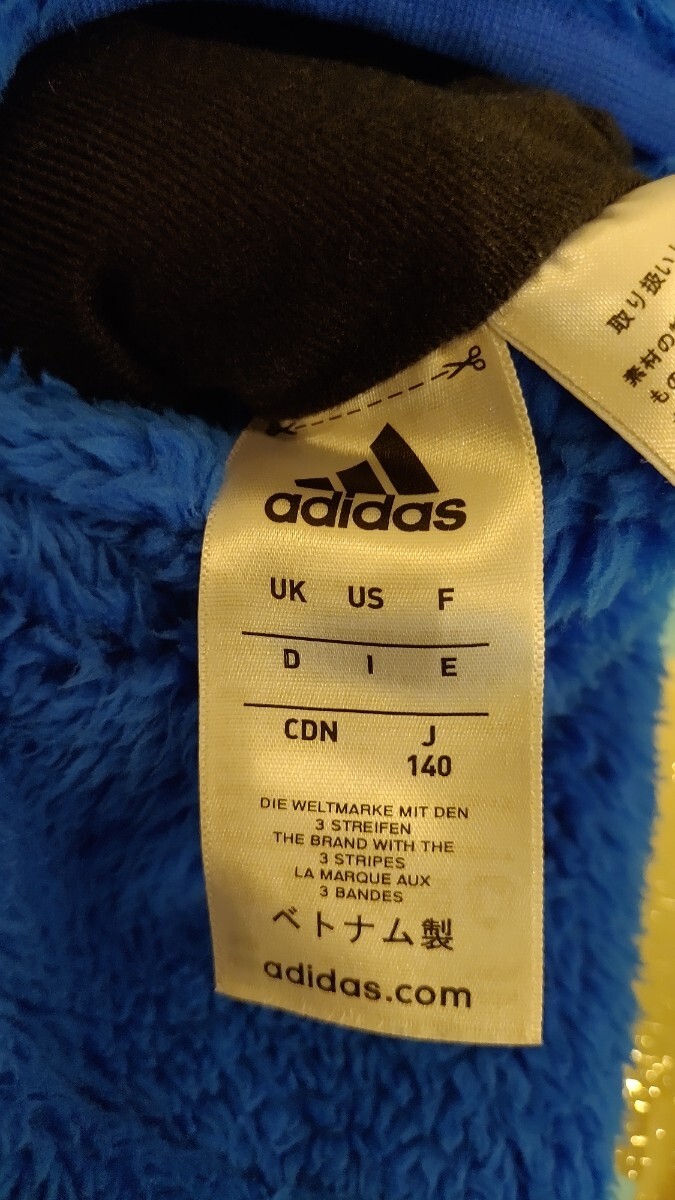 adidas
UK US F
D I E
CDN J
140
DIE WELTMARKE MIT DEN
3 STREIFEN
THE BRAND WITH THE
3 STRIPES
LA MARQUE AUX
3 BANDES
ベトナム製
adidas.com
取り扱い
素材の
もの